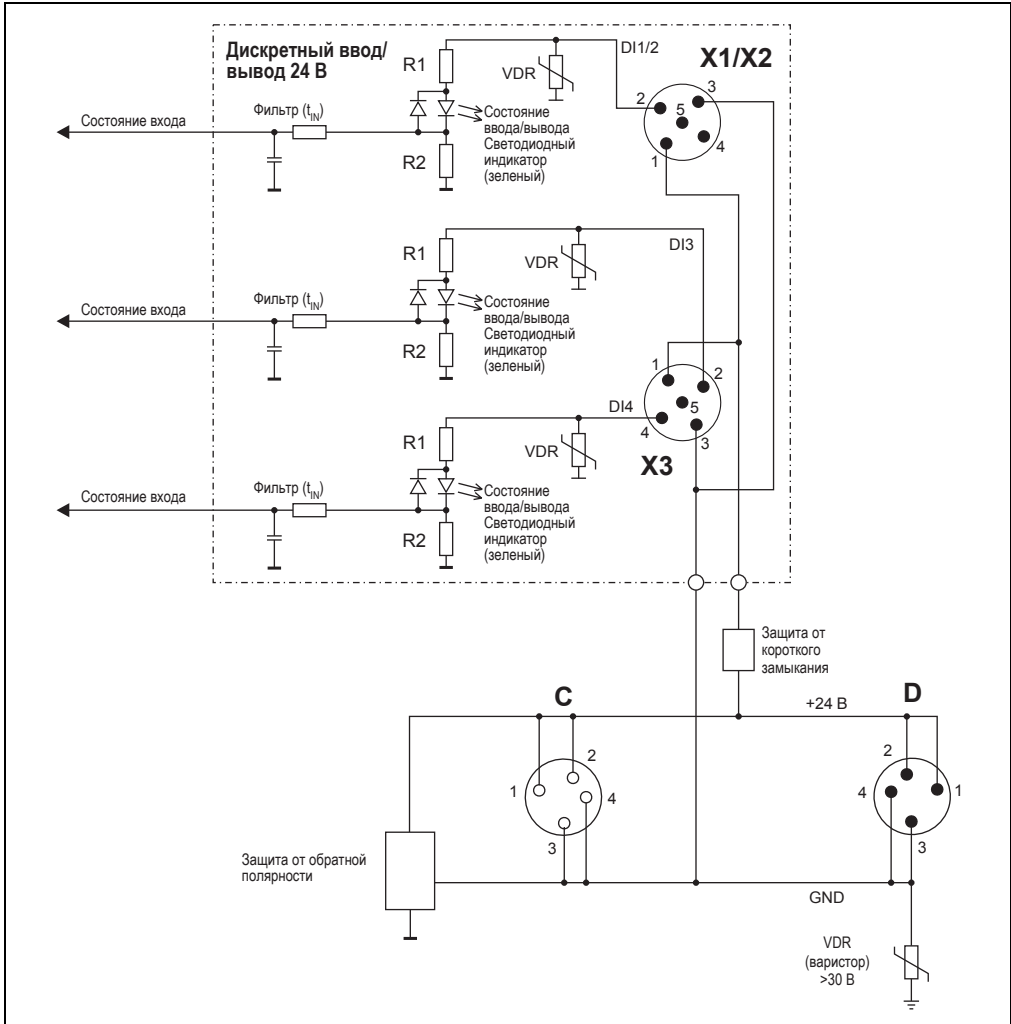 Дискретный ввод/
вывод 24 В
R1
VDR
DI1/2
X1/X2
2
3
5
4
1
Состояние входа
Фильтр (tIN)
Состояние
ввода/вывода
Светодиодный
индикатор
(зеленый)
R2
R1
VDR
DI3
Состояние входа
Фильтр (tIN)
Состояние
ввода/вывода
Светодиодный
индикатор
(зеленый)
R2
1
2
5
4
3
DI4
X3
R1
VDR
Состояние входа
Фильтр (tIN)
Состояние
ввода/вывода
Светодиодный
индикатор
(зеленый)
R2
Защита от
короткого
замыкания
C
D
+24 В
1
2
4
3
2
4
1
3
Защита от обратной
полярности
GND
VDR
(варистор)
>30 В